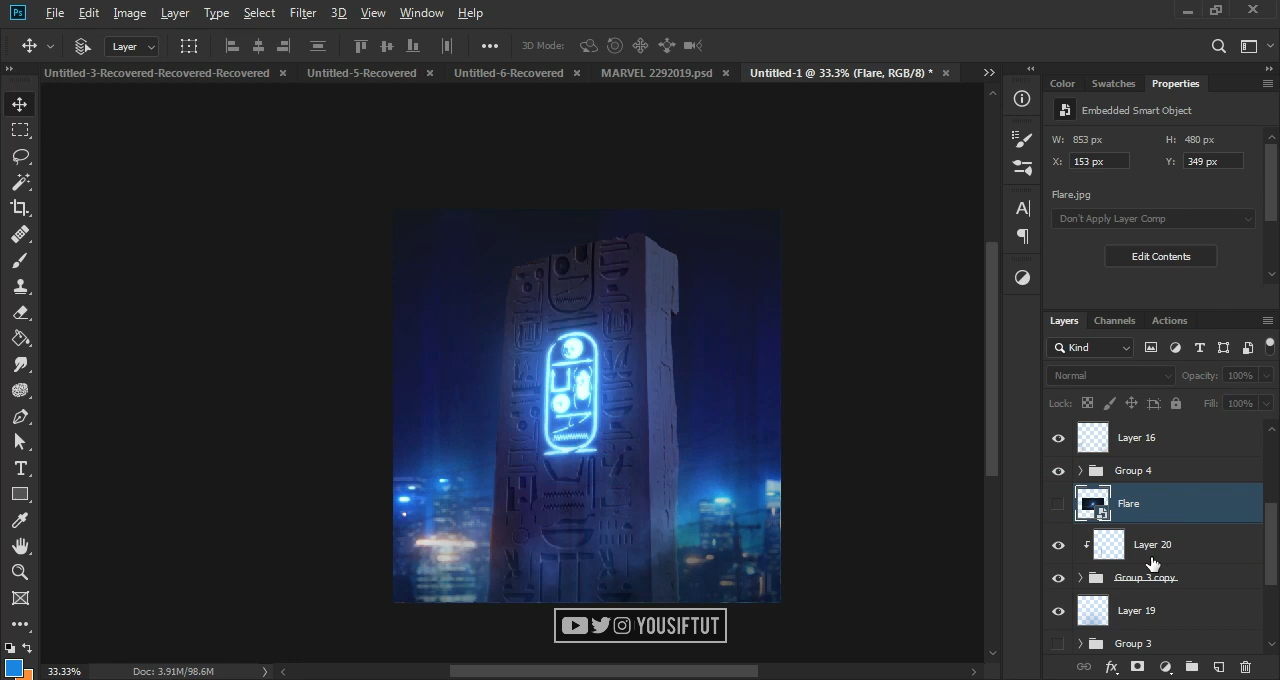 Ps File Edit Image Layer Type Select Filter 3D View Window Help
Layer 3D Mode:
Untitled-3-Recovered-Recovered-Recovered × Untitled-5-Recovered × Untitled-6-Recovered × MARVEL 2292019.psd × Untitled-1 @ 33.3% (Flare, RGB/8) * ×
Color Swatches Properties
Embedded Smart Object
W: 853 px H: 480 px
X: 153 px Y: 349 px
Flare.jpg
Don't Apply Layer Comp
Edit Contents
Layers Channels Actions
Kind
Normal Opacity: 100%
Lock: Fill: 100%
Layer 16
Group 4
Flare
Layer 20
Group 3 copy
Layer 19
Group 3
YOUSIFTUT
33.33% Doc: 3.91M/98.6M